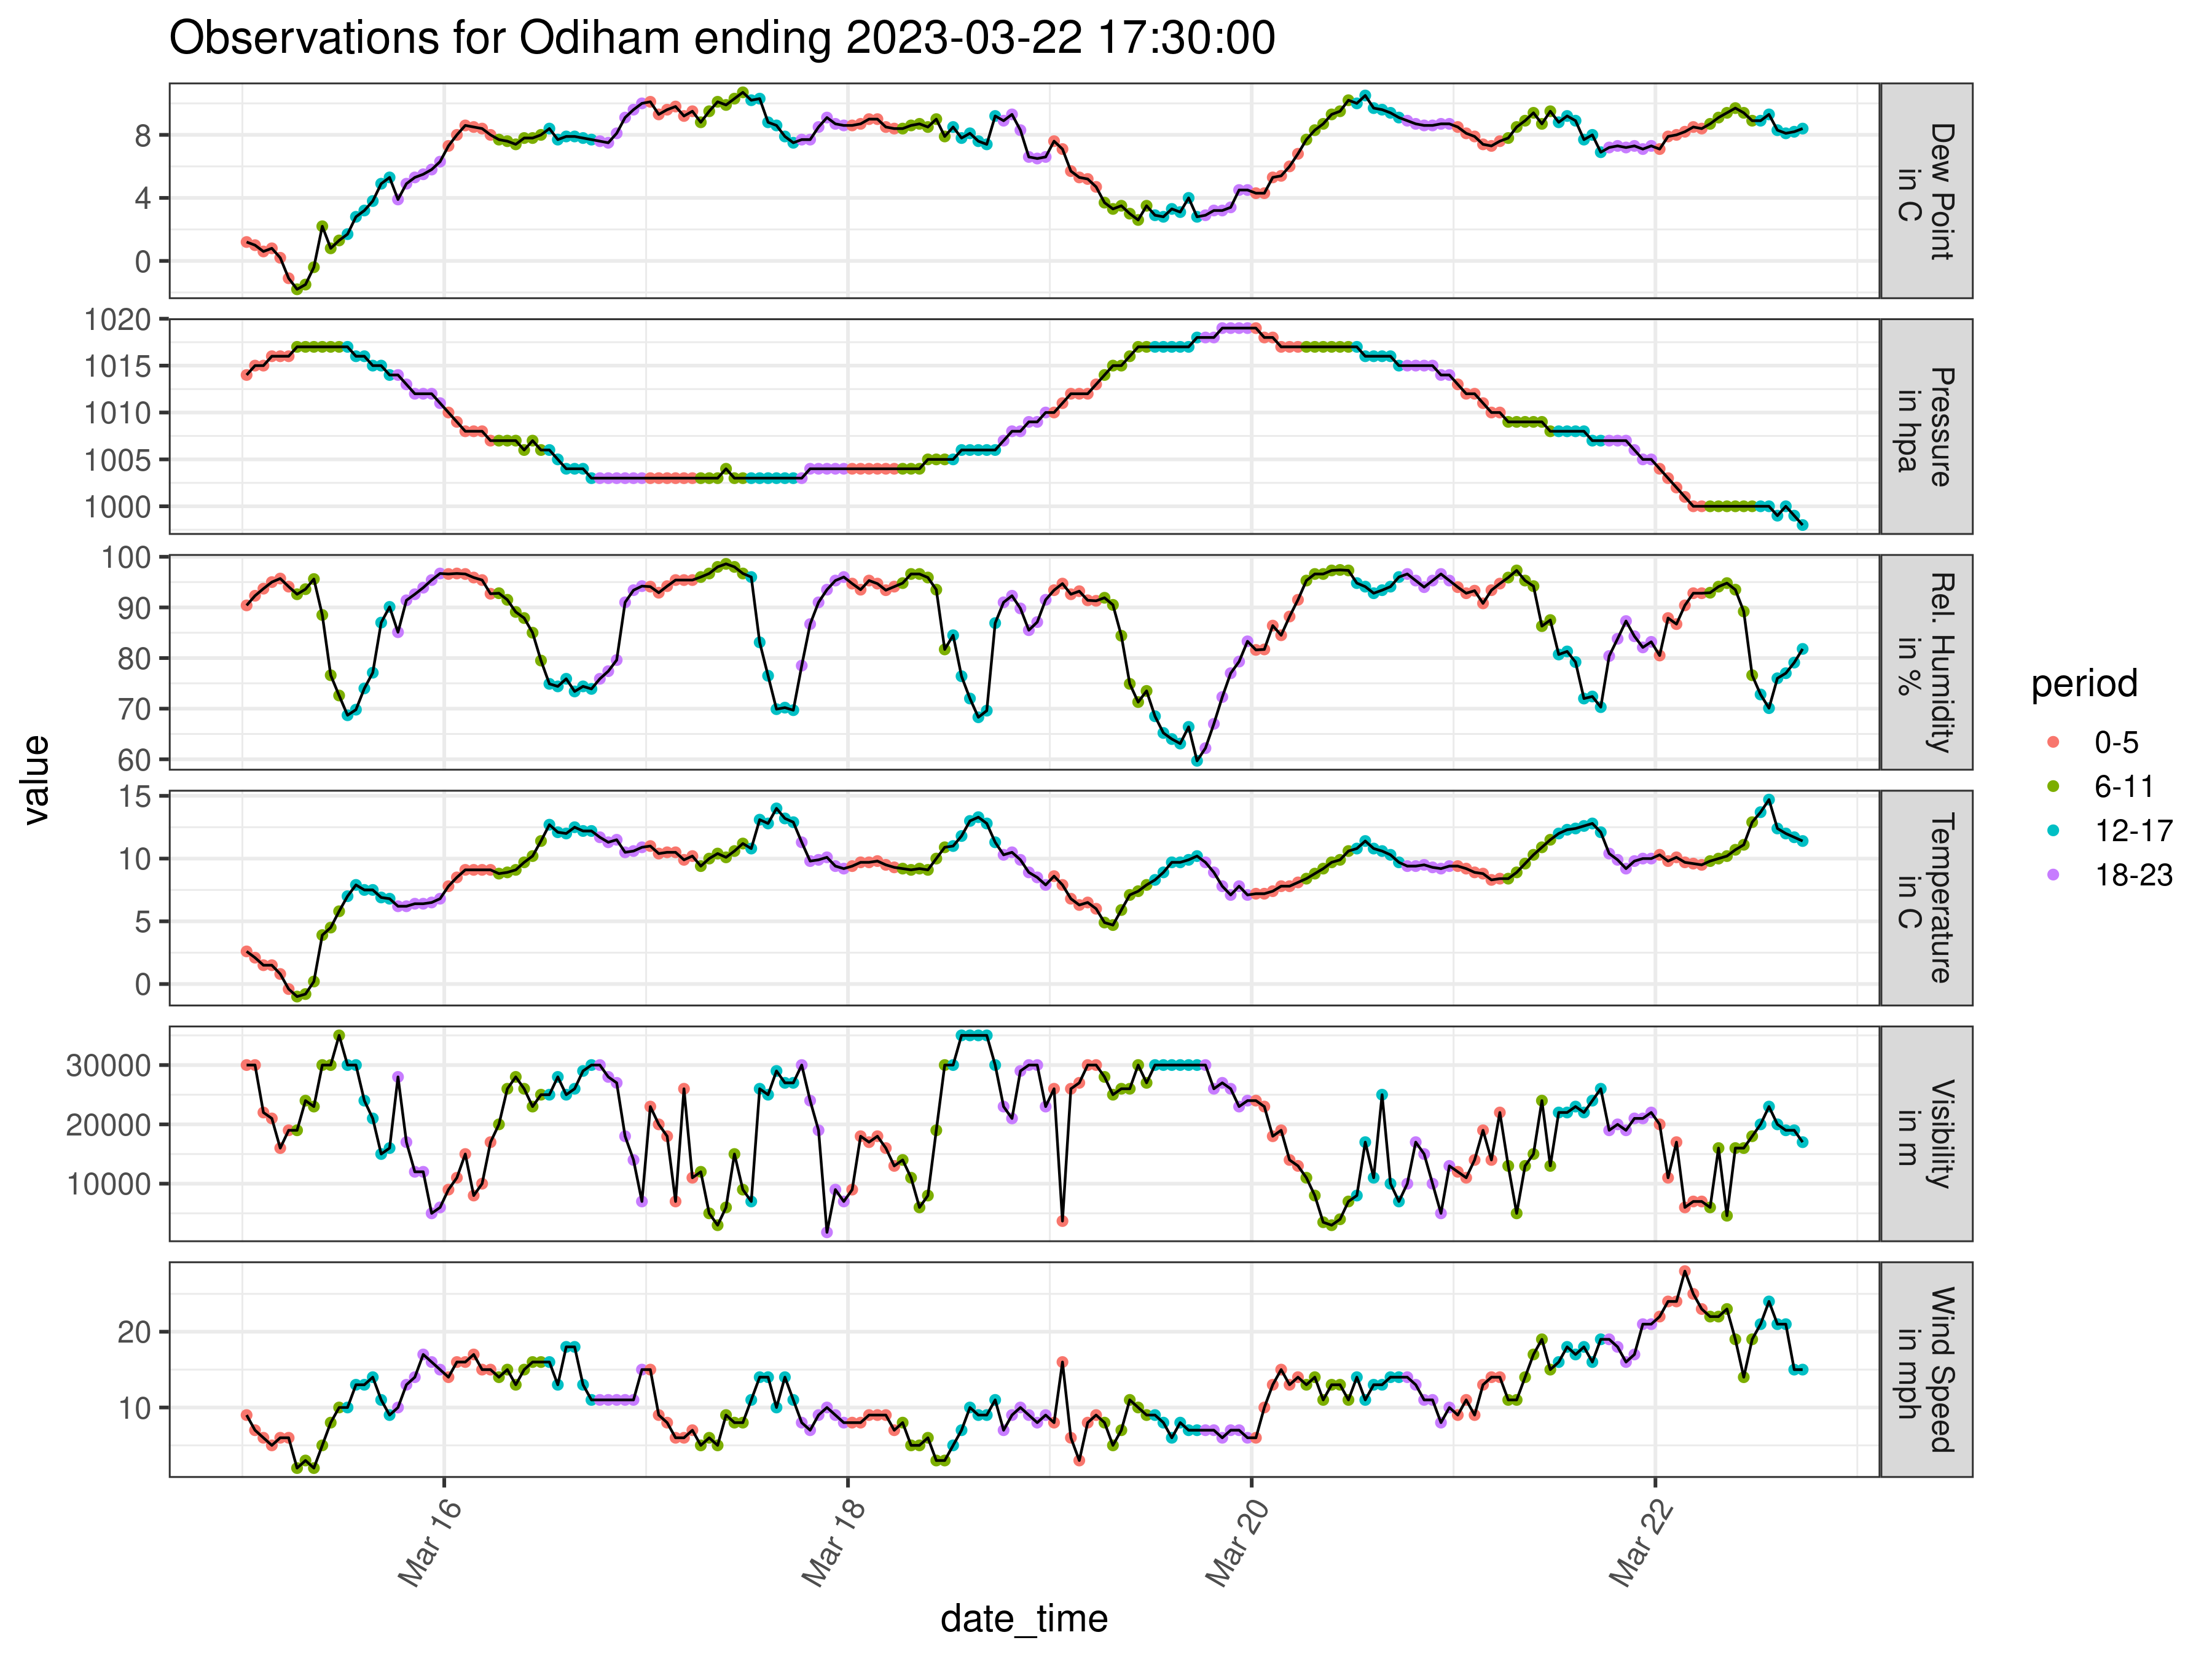 Observations for Odiham ending 2023-03-22 17:30:00
value
8
4
0
Dew Point
in C
1020
1015
1010
1005
1000
Pressure
in hpa
100
90
80
70
60
Rel. Humidity
in %
15
10
5
0
Temperature
in C
30000
20000
10000
Visibility
in m
20
10
Wind Speed
in mph
Mar 16
Mar 18
Mar 20
Mar 22
date_time
period
0-5
6-11
12-17
18-23